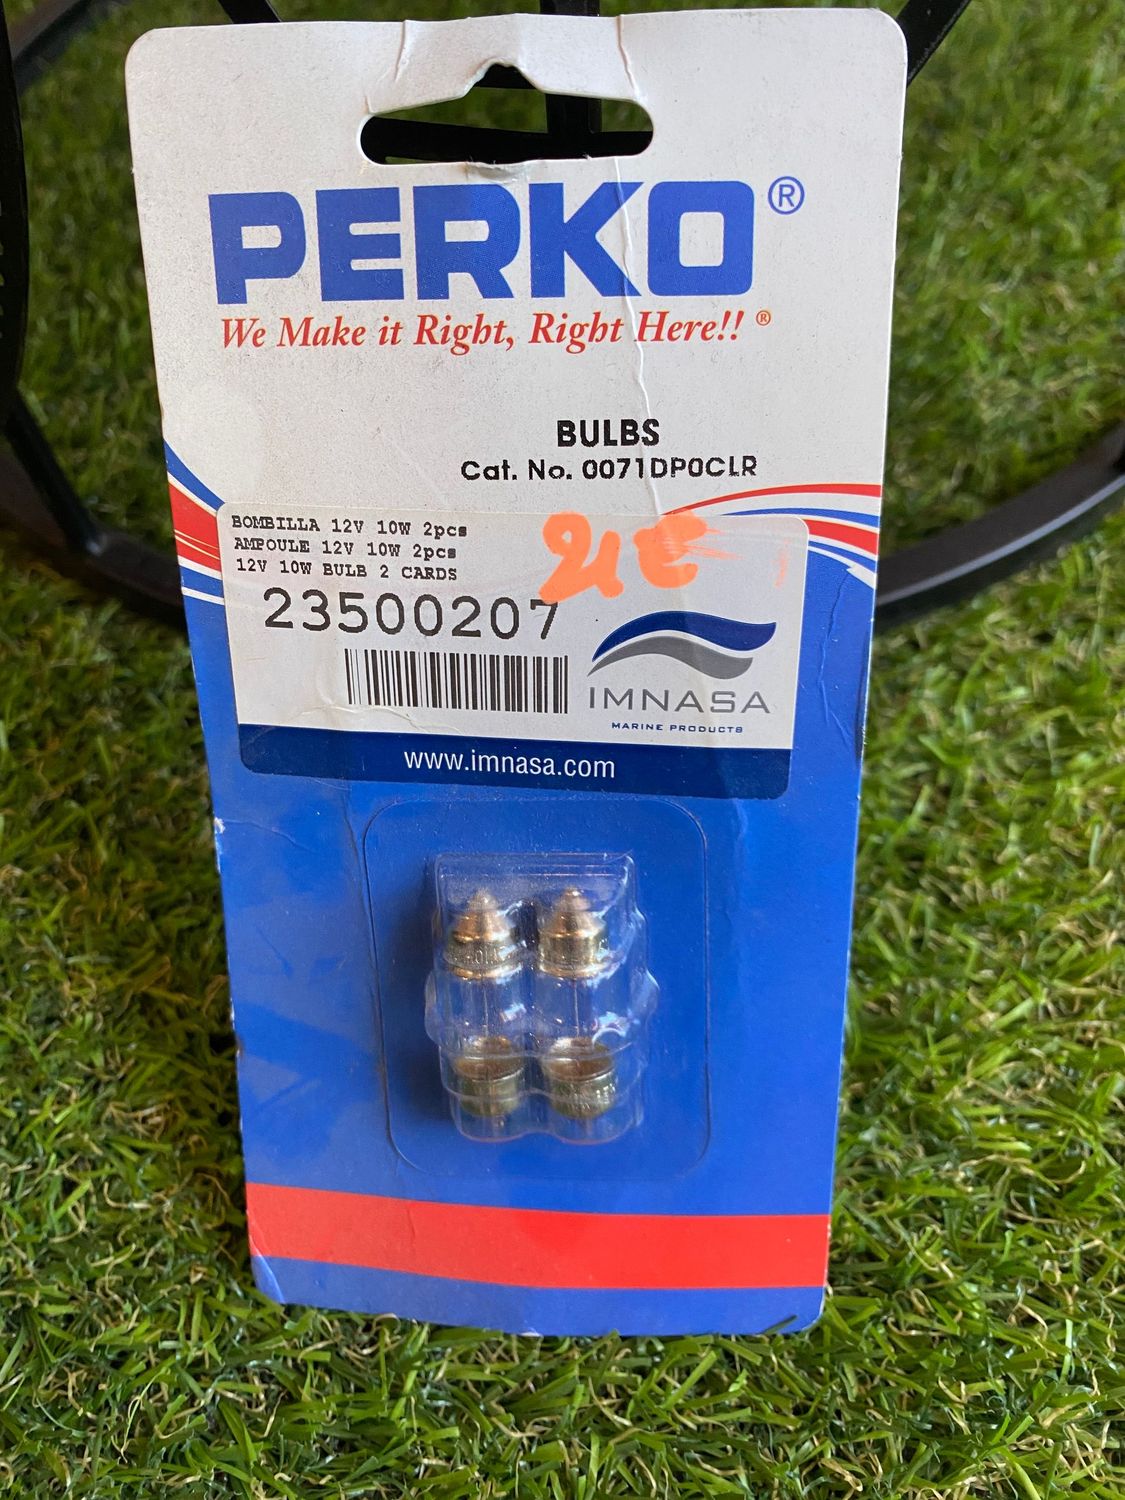 PERKO®
We Make it Right, Right Here!! ®
BULBS
Cat. No. 0071DP0CLR
BOMBILLA 12V 10W 2pcs
AMPOULE 12V 10W 2pcs
12V 10W BULB 2 CARDS
23500207
IMNASA
MARINE PRODUCTS
www.imnasa.com